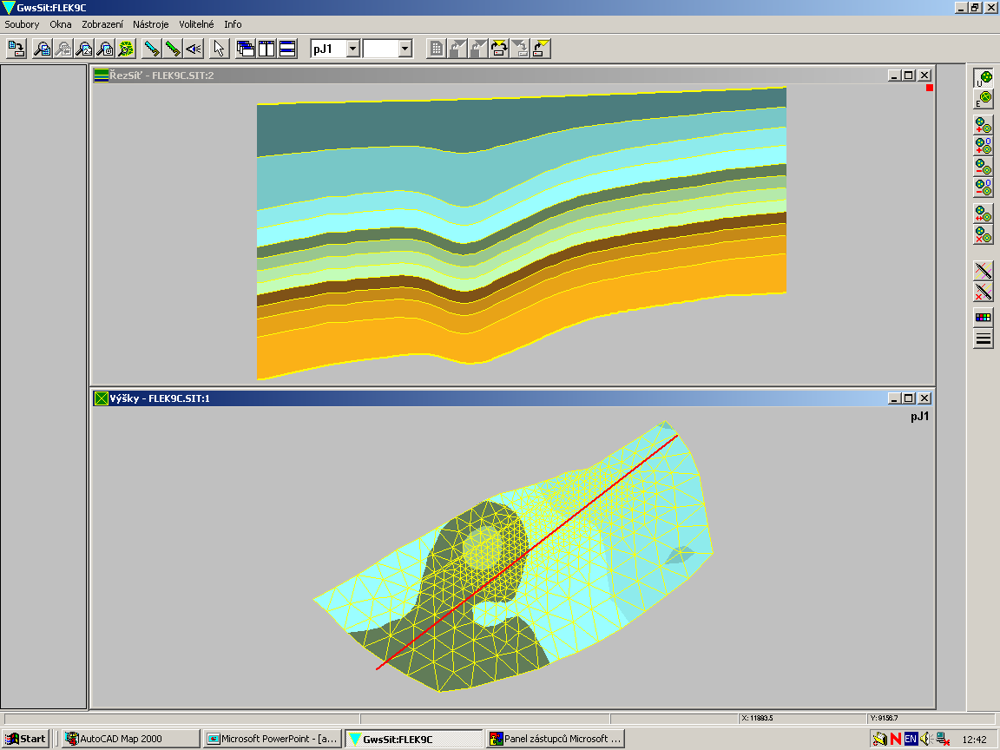 GwsSit:FLEK9C
Soubory Okna Zobrazení Nástroje Volitelné Info
pJ1
ŘezSíť - FLEK9C.SIT:2
U
E
Výšky - FLEK9C.SIT:1
pJ1
X: 11883.5 Y: 9156.7
Start AutoCAD Map 2000 Microsoft PowerPoint - [a... GwsSit:FLEK9C Panel zástupců Microsoft ... N EN 12:42